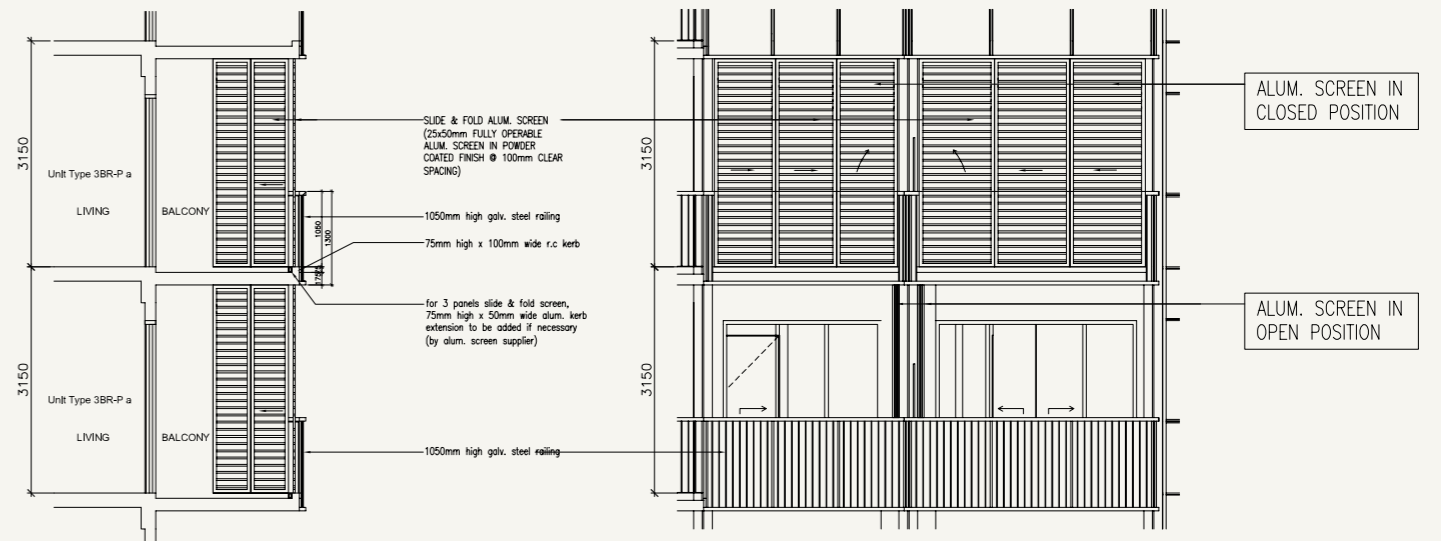 3150
Unit Type 3BR-P a
LIVING
BALCONY
1050
1300
175
75
SLIDE & FOLD ALUM. SCREEN
(25x50mm FULLY OPERABLE
ALUM. SCREEN IN POWDER
COATED FINISH @ 100mm CLEAR
SPACING)
1050mm high galv. steel railing
75mm high x 100mm wide r.c kerb
for 3 panels slide & fold screen,
75mm high x 50mm wide alum. kerb
extension to be added if necessary
(by alum. screen supplier)
3150
Unit Type 3BR-P a
LIVING
BALCONY
1050mm high galv. steel railing
3150
3150
ALUM. SCREEN IN
CLOSED POSITION
ALUM. SCREEN IN
OPEN POSITION